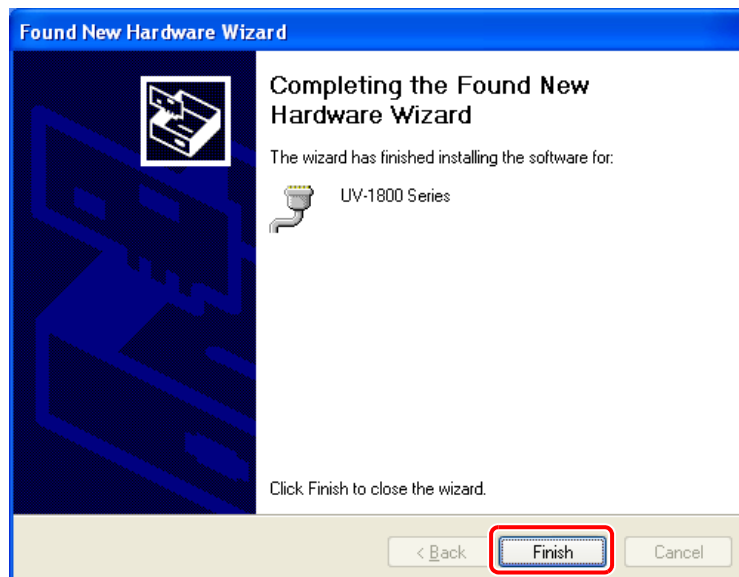 Found New Hardware Wizard
Completing the Found New
Hardware Wizard
The wizard has finished installing the software for:
UV-1800 Series
Click Finish to close the wizard.
< Back
Finish
Cancel